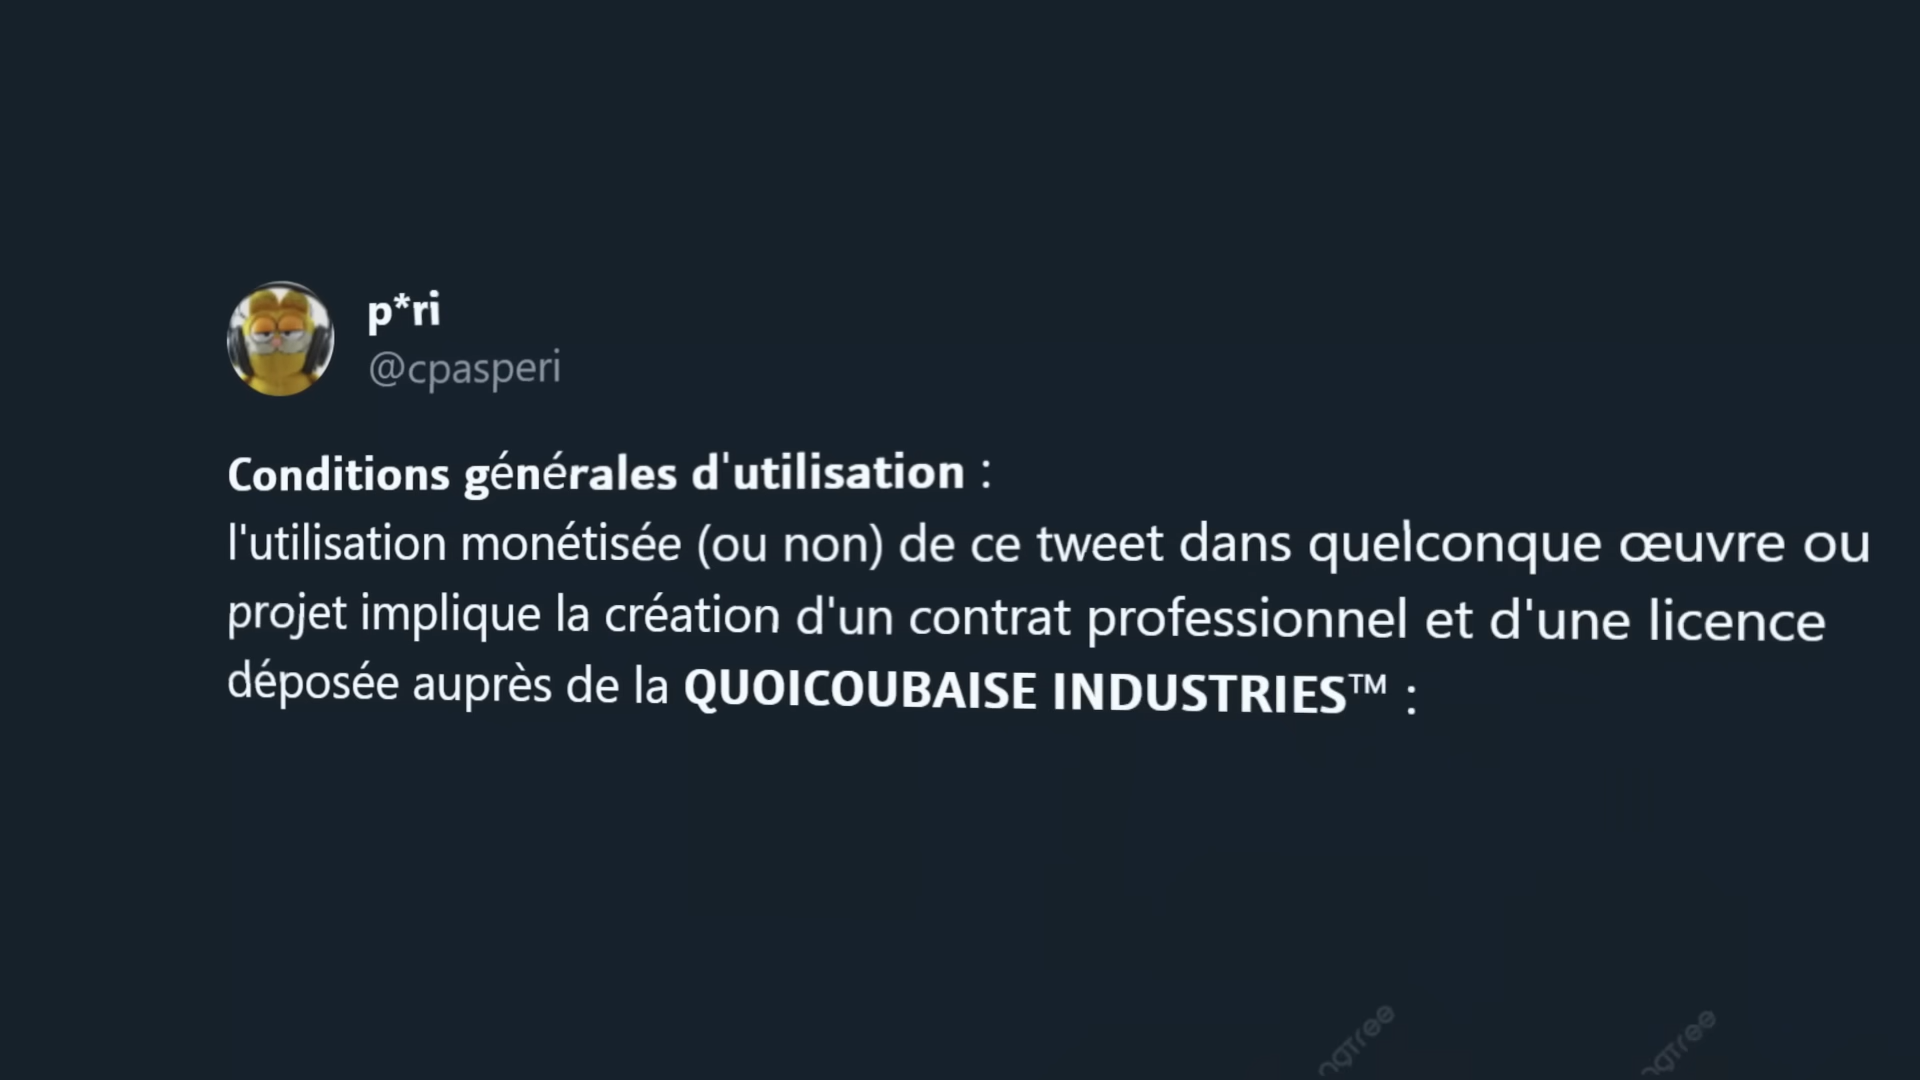 p*ri
@cpasperi
Conditions générales d'utilisation :
l'utilisation monétisée (ou non) de ce tweet dans quelconque œuvre ou
projet implique la création d'un contrat professionnel et d'une licence
déposée auprès de la QUOICOUBAISE INDUSTRIES™ :